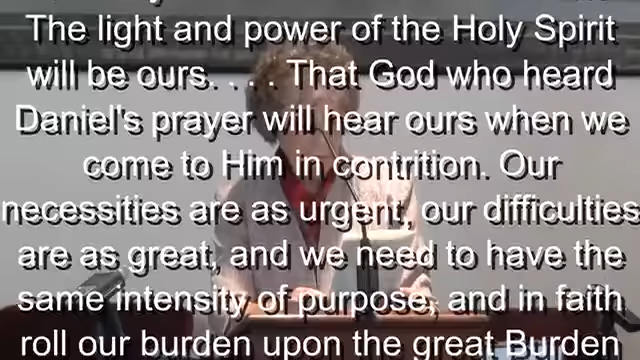 The light and power of the Holy Spirit
will be ours. . . . That God who heard
Daniel's prayer will hear ours when we
come to Him in contrition. Our
necessities are as urgent, our difficulties
are as great, and we need to have the
same intensity of purpose, and in faith
roll our burden upon the great Burden